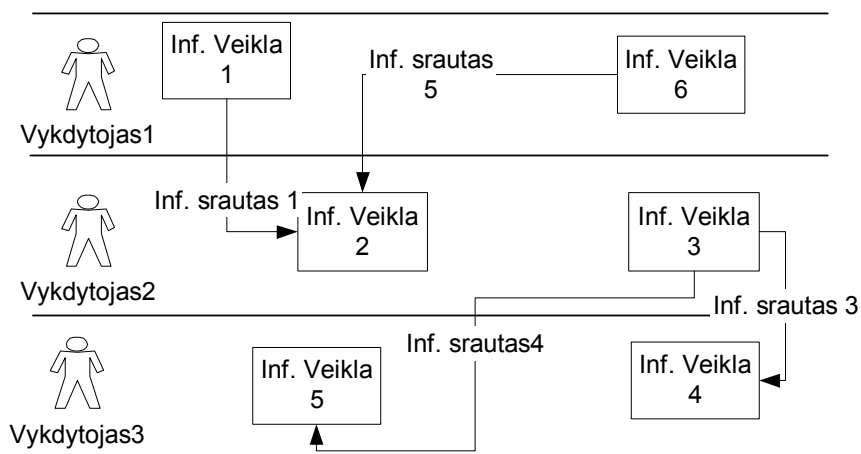 Inf. Veikla
1
Inf. srautas
5
Inf. Veikla
6
Vykdytojas1
Inf. srautas 1
Inf. Veikla
2
Inf. Veikla
3
Vykdytojas2
Inf. srautas 3
Inf. srautas4
Inf. Veikla
5
Inf. Veikla
4
Vykdytojas3